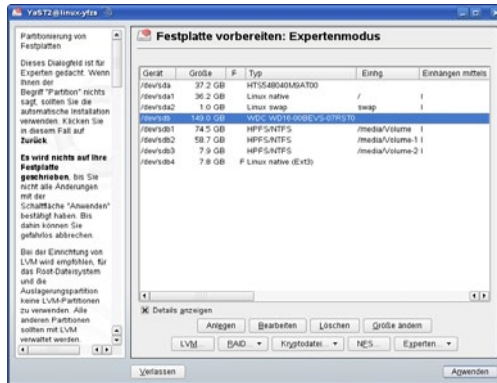 YaST2@linux-yfzs
Partitionierung von
Festplatten
Dieses Dialogfeld ist für
Experten gedacht. Wenn
Ihnen der
Begriff "Partition" nichts
sagt, sollten Sie die
automatische Installation
verwenden. Klicken Sie
in diesem Fall auf
Zurück.
Es wird nichts auf Ihre
Festplatte
geschrieben, bis Sie
nicht alle Änderungen
mit der
Schaltfläche "Anwenden"
bestätigt haben. Bis
dahin können Sie
gefahrlos abbrechen.
Bei der Einrichtung von
LVM wird empfohlen, für
das Root-Dateisystem
und die
Auslagerungspartition
keine LVM-Partitionen
zu verwenden. Alle
anderen Partitionen
sollten mit LVM
verwaltet werden.
Festplatte vorbereiten: Expertenmodus
Gerät Größe F Typ Einhg. Einhängen mittels
/dev/sda 37.2 GB HTS548040M9AT00
/dev/sda1 36.2 GB Linux native / I
/dev/sda2 1.0 GB Linux swap swap I
/dev/sdb 149.0 GB WDC WD16-00BEVS-07RST0
/dev/sdb1 74.5 GB HPFS/NTFS /media/Volume I
/dev/sdb2 58.7 GB HPFS/NTFS /media/Volume-1 I
/dev/sdb3 7.9 GB HPFS/NTFS /media/Volume-2 I
/dev/sdb4 7.8 GB F Linux native (Ext3)
Details anzeigen
Anlegen Bearbeiten Löschen Größe ändern
LVM... RAID... Kryptodatei... NFS... Experten...
Verlassen Anwenden